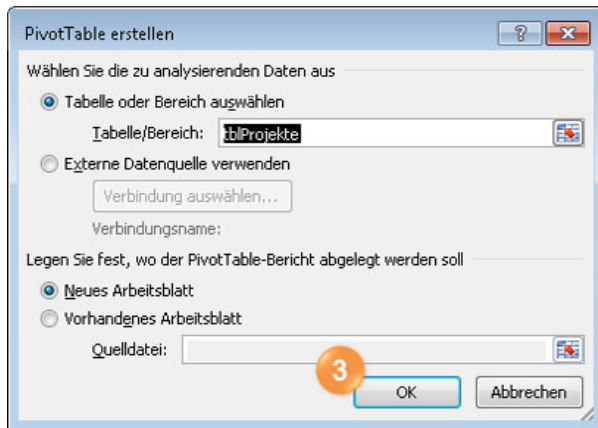 PivotTable erstellen
Wählen Sie die zu analysierenden Daten aus
Tabelle oder Bereich auswählen
Tabelle/Bereich: tblProjekte
Externe Datenquelle verwenden
Verbindung auswählen...
Verbindungsname:
Legen Sie fest, wo der PivotTable-Bericht abgelegt werden soll
Neues Arbeitsblatt
Vorhandenes Arbeitsblatt
Quelldatei:
3
OK Abbrechen